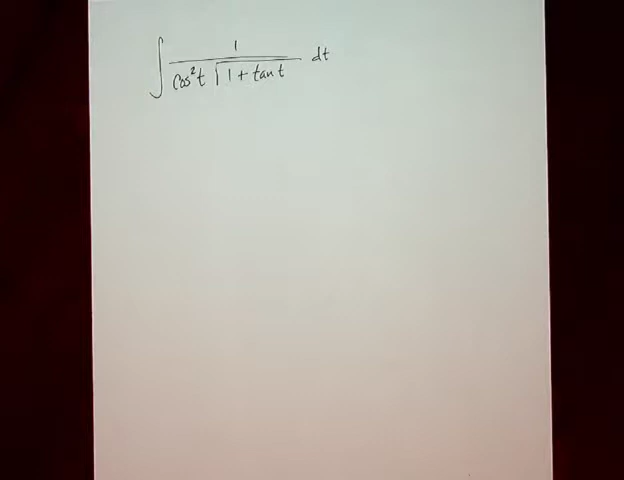 ∫ 1 / (cos²t √(1 + tan t)) dt